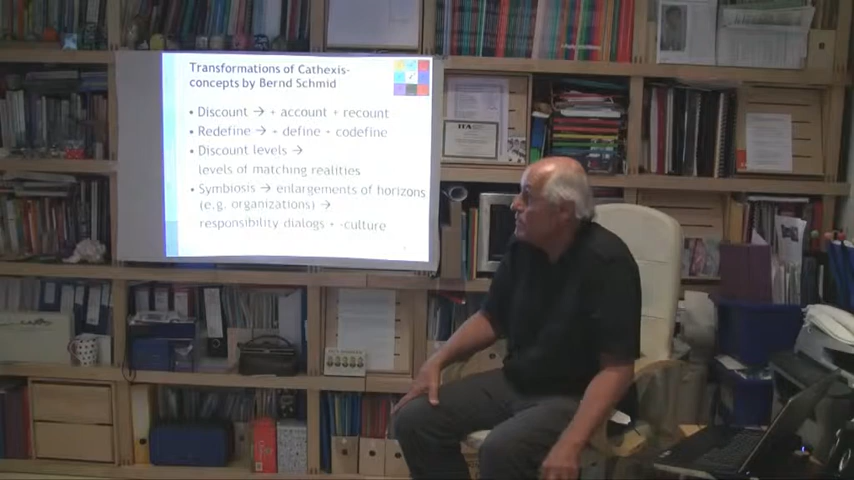 Transformations of Cathexis-
concepts by Bernd Schmid
• Discount → + account + recount
• Redefine → + define + codefine
• Discount levels →
levels of matching realities
• Symbiosis → enlargements of horizons
(e.g. organizations) →
responsibility dialogs + -culture
ITA